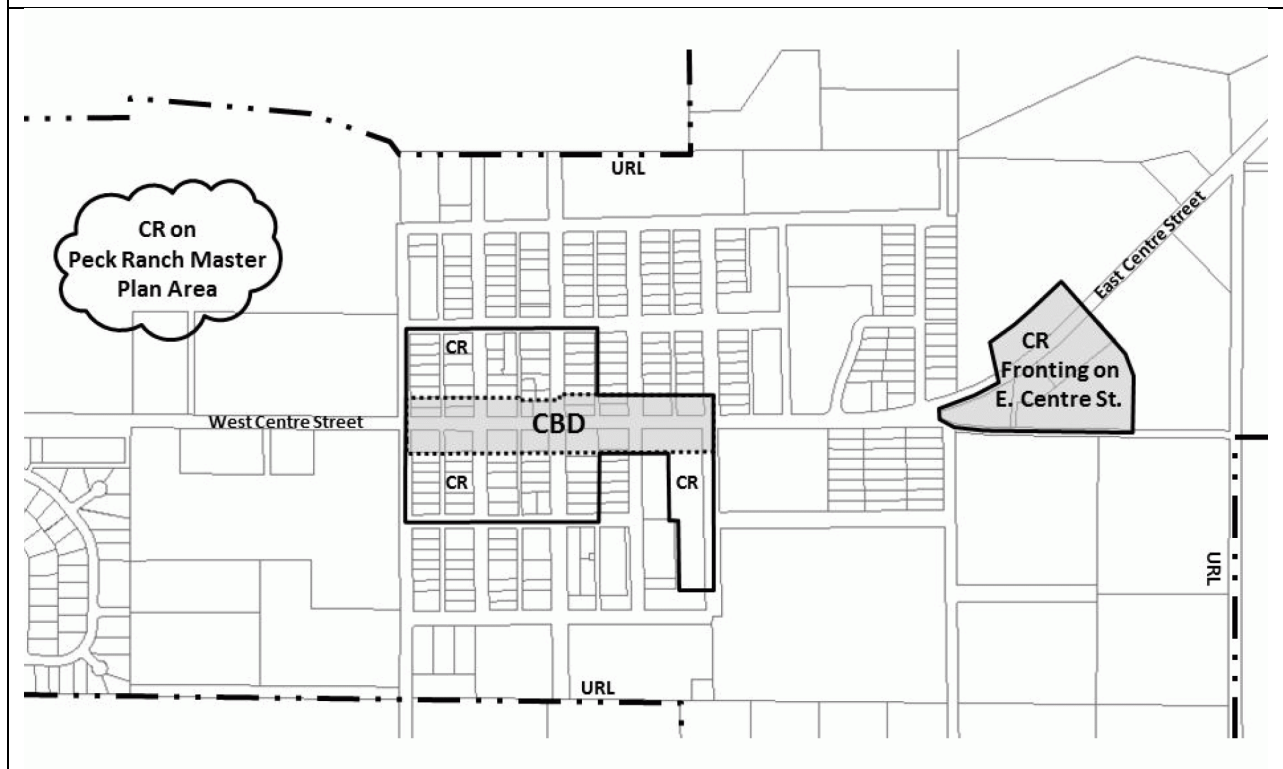 URL
CR on
Peck Ranch Master
Plan Area
East Centre Street
CR
CR
Fronting on
E. Centre St.
West Centre Street
CBD
CR
CR
URL
URL